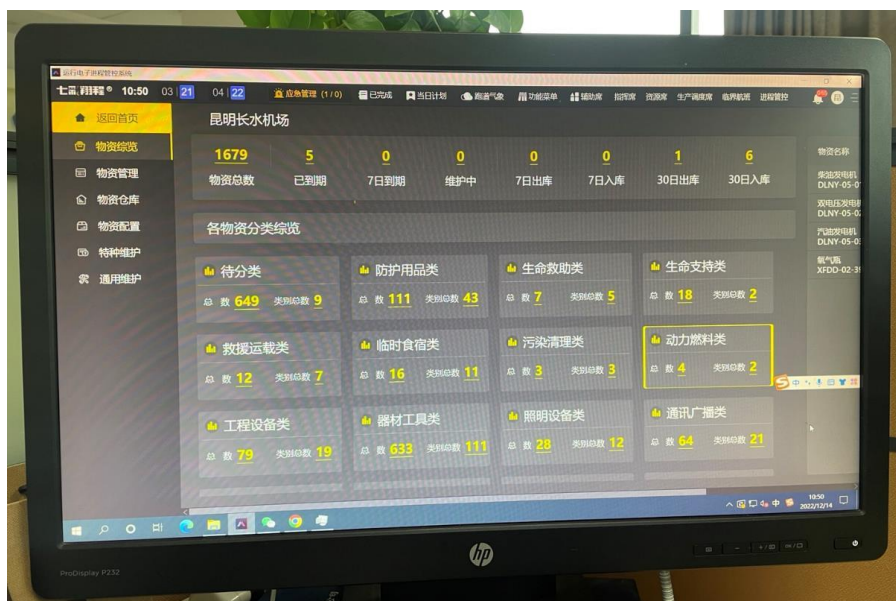 运行电子进程管控系统
10:50 03 21 04 22 应急管理 (1/0) 已完成 当日计划 跑道气象 功能菜单 辅助席 指挥席 资源席 生产调度席 临界航班 进程管控
返回首页
物资综览
物资管理
物资仓库
物资配置
特种维护
通用维护
昆明长水机场
1679 5 0 0 0 0 1 6
物资总数 已到期 7日到期 维护中 7日出库 7日入库 30日出库 30日入库
各物资分类综览
待分类 防护用品类 生命救助类 生命支持类
总 数 649 类别总数 9 总 数 111 类别总数 43 总 数 7 类别总数 5 总 数 18 类别总数 2
救援运载类 临时食宿类 污染清理类 动力燃料类
总 数 12 类别总数 7 总 数 16 类别总数 11 总 数 3 类别总数 3 总 数 4 类别总数 2
工程设备类 器材工具类 照明设备类 通讯广播类
总 数 79 类别总数 19 总 数 633 类别总数 111 总 数 28 类别总数 12 总 数 64 类别总数 21
物资名称
柴油发电机
DLNY-05-0
双电压发电机
DLNY-05-0
汽油发电机
DLNY-05-0
氧气瓶
XFDD-02-3
中
中
10:50
2022/12/14
hp
ProDisplay P232